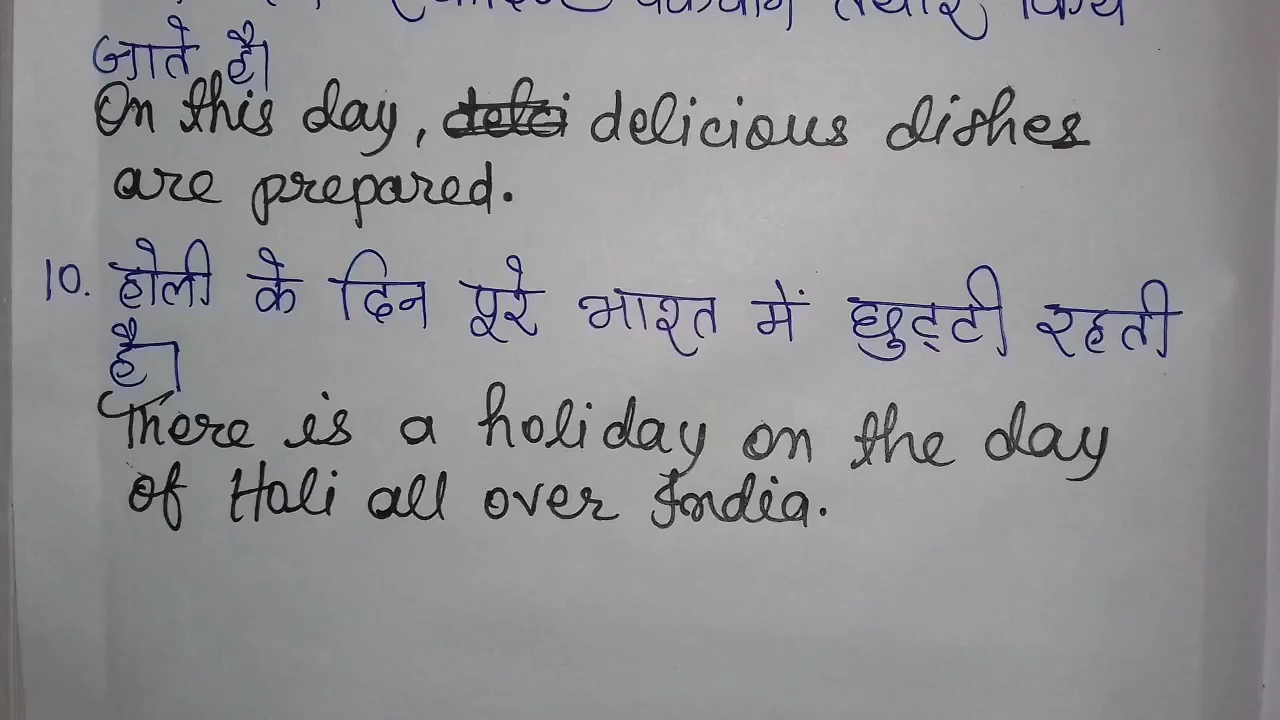 पकवान तैयार किये
जाते है।
On this day, delicious dishes
are prepared.
10. होली के दिन पूरे भारत में छुट्टी रहती
है।
There is a holiday on the day
of Holi all over India.